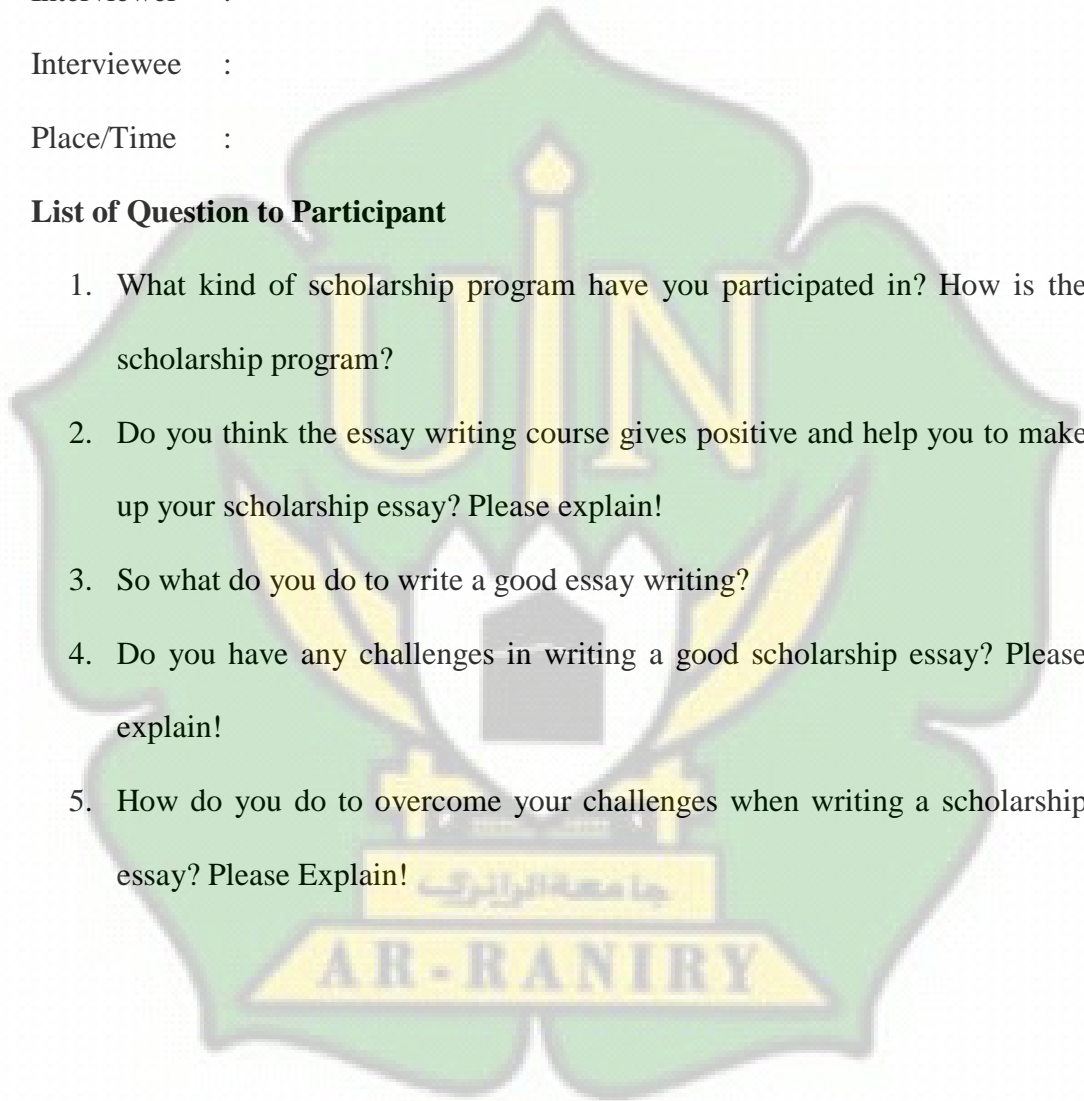 Interviewee :
Place/Time :
List of Question to Participant
1. What kind of scholarship program have you participated in? How is the
scholarship program?
2. Do you think the essay writing course gives positive and help you to make
up your scholarship essay? Please explain!
3. So what do you do to write a good essay writing?
4. Do you have any challenges in writing a good scholarship essay? Please
explain!
5. How do you do to overcome your challenges when writing a scholarship
essay? Please Explain!
UIN
جامعة الرانري
AR-RANIRY